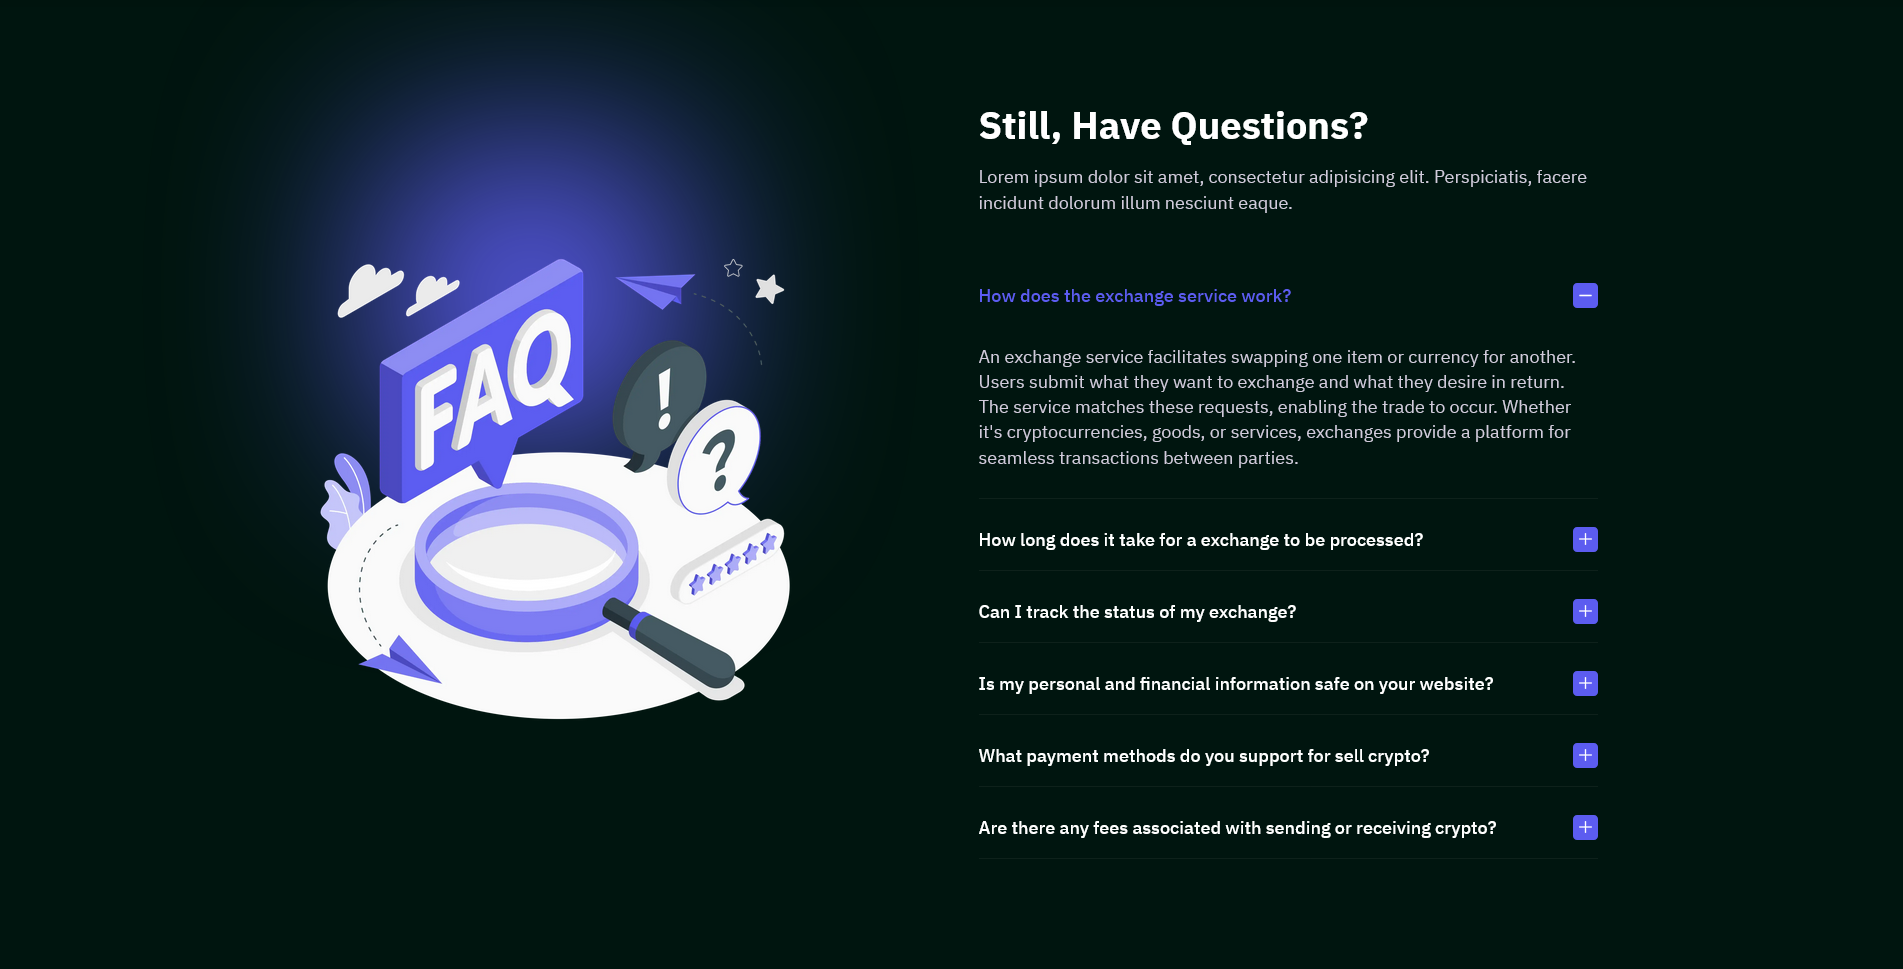 FAQ
!
?
Still, Have Questions?
Lorem ipsum dolor sit amet, consectetur adipisicing elit. Perspiciatis, facere
incidunt dolorum illum nesciunt eaque.
How does the exchange service work?
An exchange service facilitates swapping one item or currency for another.
Users submit what they want to exchange and what they desire in return.
The service matches these requests, enabling the trade to occur. Whether
it's cryptocurrencies, goods, or services, exchanges provide a platform for
seamless transactions between parties.
How long does it take for a exchange to be processed?
Can I track the status of my exchange?
Is my personal and financial information safe on your website?
What payment methods do you support for sell crypto?
Are there any fees associated with sending or receiving crypto?